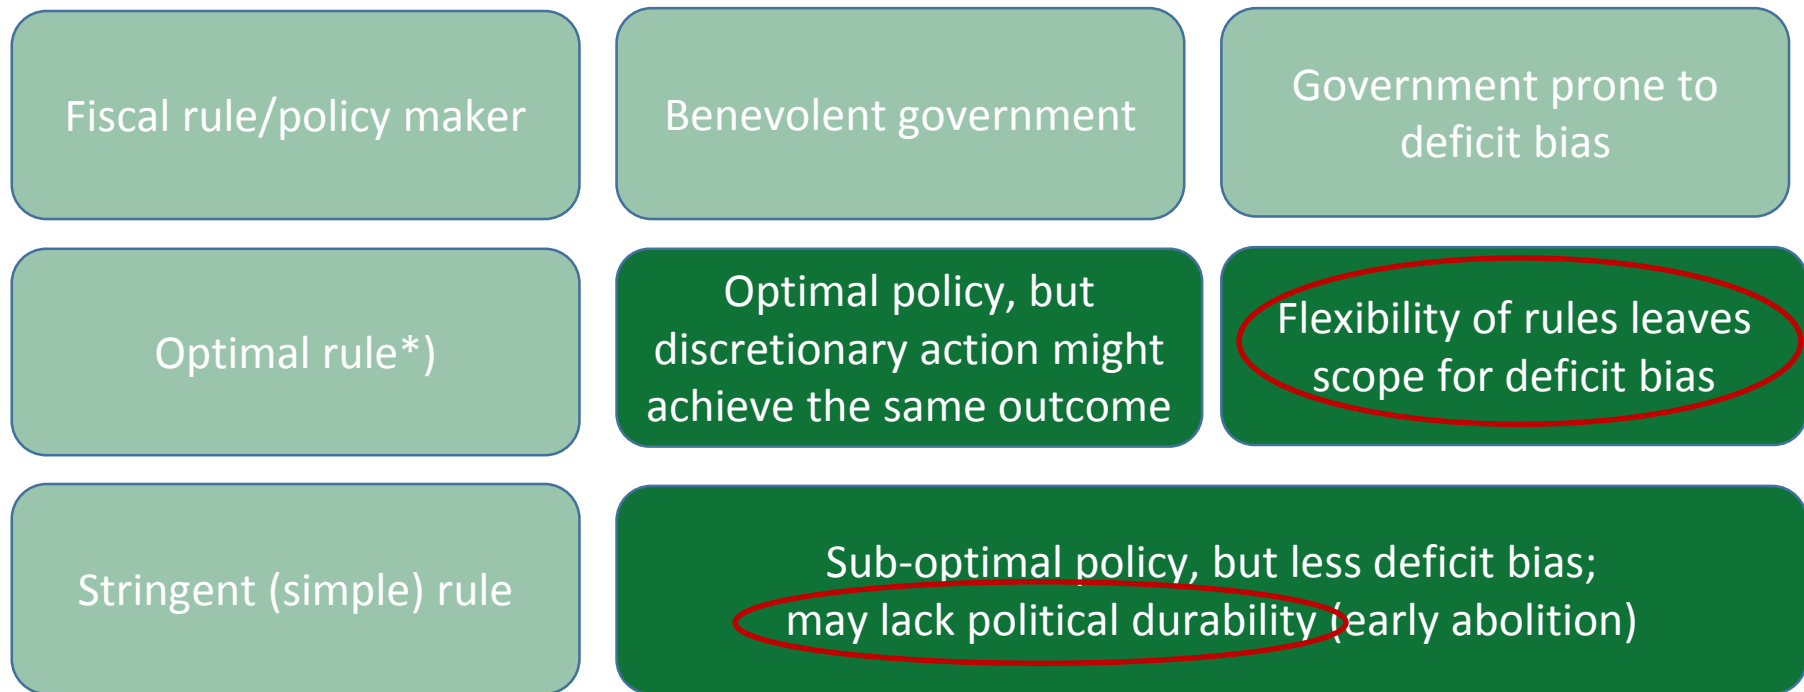 Fiscal rule/policy maker
Benevolent government
Government prone to
deficit bias
Optimal rule*)
Optimal policy, but
discretionary action might
achieve the same outcome
Flexibility of rules leaves
scope for deficit bias
Stringent (simple) rule
Sub-optimal policy, but less deficit bias;
may lack political durability (early abolition)